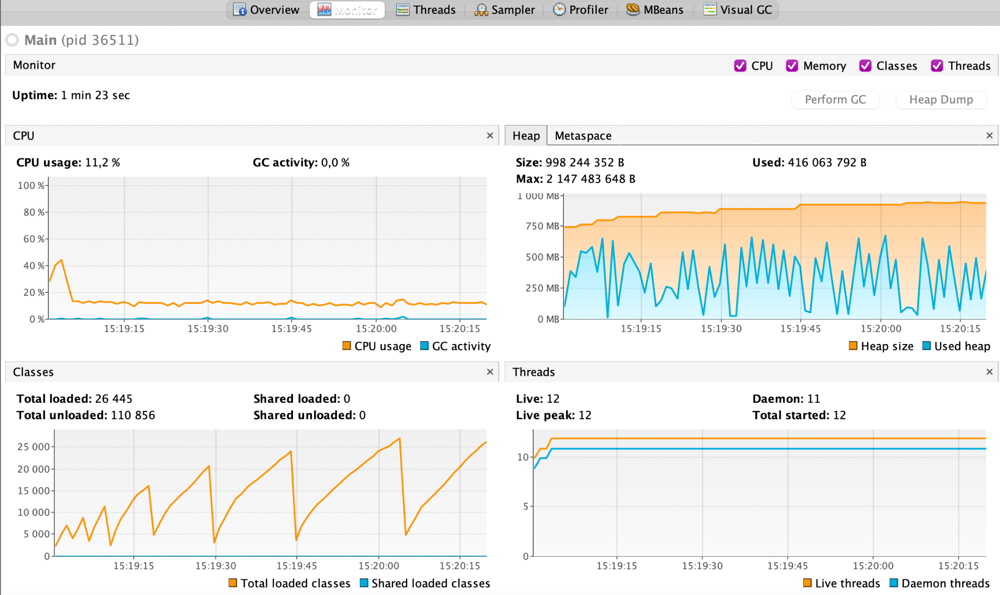 Overview Monitor Threads Sampler Profiler MBeans Visual GC
Main (pid 36511)
Monitor
CPU Memory Classes Threads
Uptime: 1 min 23 sec
Perform GC Heap Dump
CPU
CPU usage: 11,2 % GC activity: 0,0 %
100 %
80 %
60 %
40 %
20 %
0 %
15:19:15 15:19:30 15:19:45 15:20:00 15:20:15
CPU usage GC activity
Heap Metaspace
Size: 998 244 352 B Used: 416 063 792 B
Max: 2 147 483 648 B
1 000 MB
750 MB
500 MB
250 MB
0 MB
15:19:15 15:19:30 15:19:45 15:20:00 15:20:15
Heap size Used heap
Classes
Total loaded: 26 445 Shared loaded: 0
Total unloaded: 110 856 Shared unloaded: 0
25 000
20 000
15 000
10 000
5 000
0
15:19:15 15:19:30 15:19:45 15:20:00 15:20:15
Total loaded classes Shared loaded classes
Threads
Live: 12 Daemon: 11
Live peak: 12 Total started: 12
10
5
0
15:19:15 15:19:30 15:19:45 15:20:00 15:20:15
Live threads Daemon threads